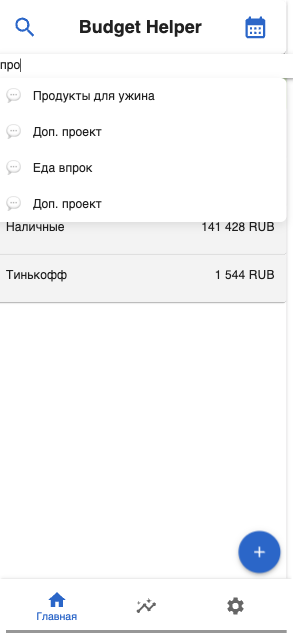 Budget Helper
про
Продукты для ужина
Доп. проект
Еда впрок
Доп. проект
Наличные 141 428 RUB
Тинькофф 1 544 RUB
Главная